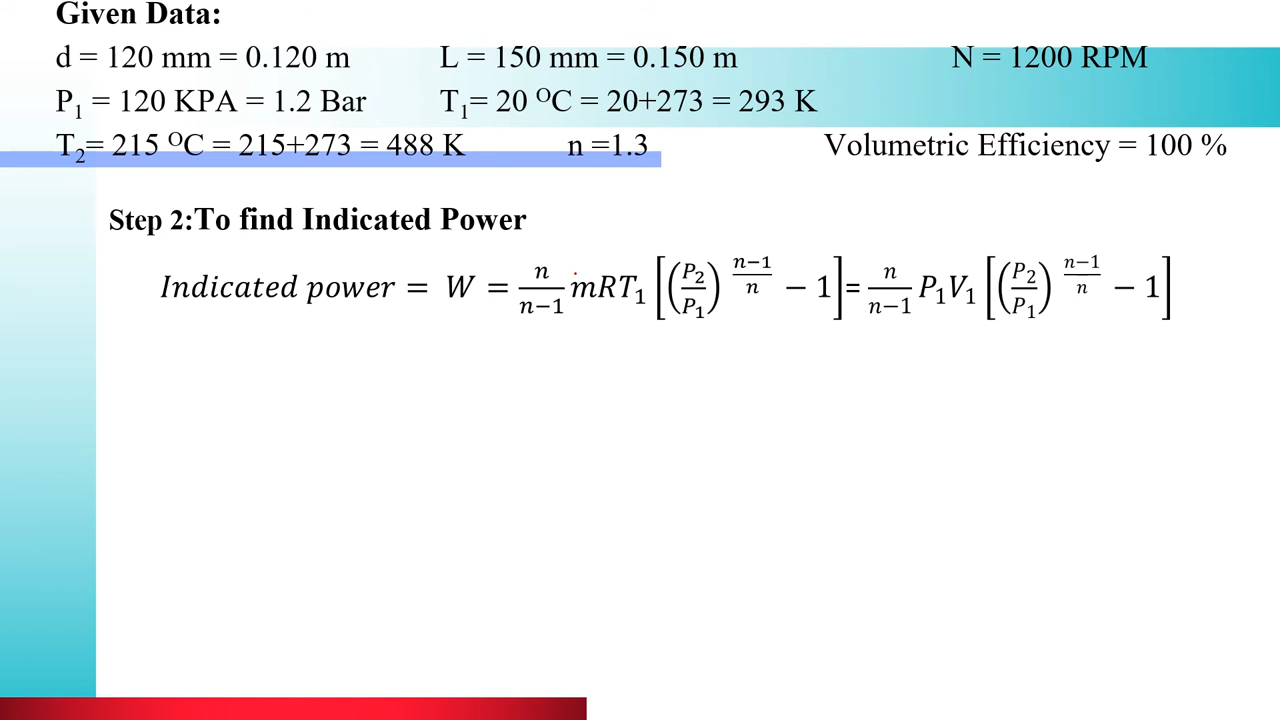 Given Data:
d = 120 mm = 0.120 m L = 150 mm = 0.150 m N = 1200 RPM
P₁ = 120 KPA = 1.2 Bar T₁= 20 ᴼC = 20+273 = 293 K
T₂= 215 ᴼC = 215+273 = 488 K n =1.3 Volumetric Efficiency = 100 %
Step 2:To find Indicated Power
Indicated power = W = n/(n−1) ṁRT₁ [(P₂/P₁)^((n−1)/n) − 1]= n/(n−1) P₁V₁ [(P₂/P₁)^((n−1)/n) − 1]